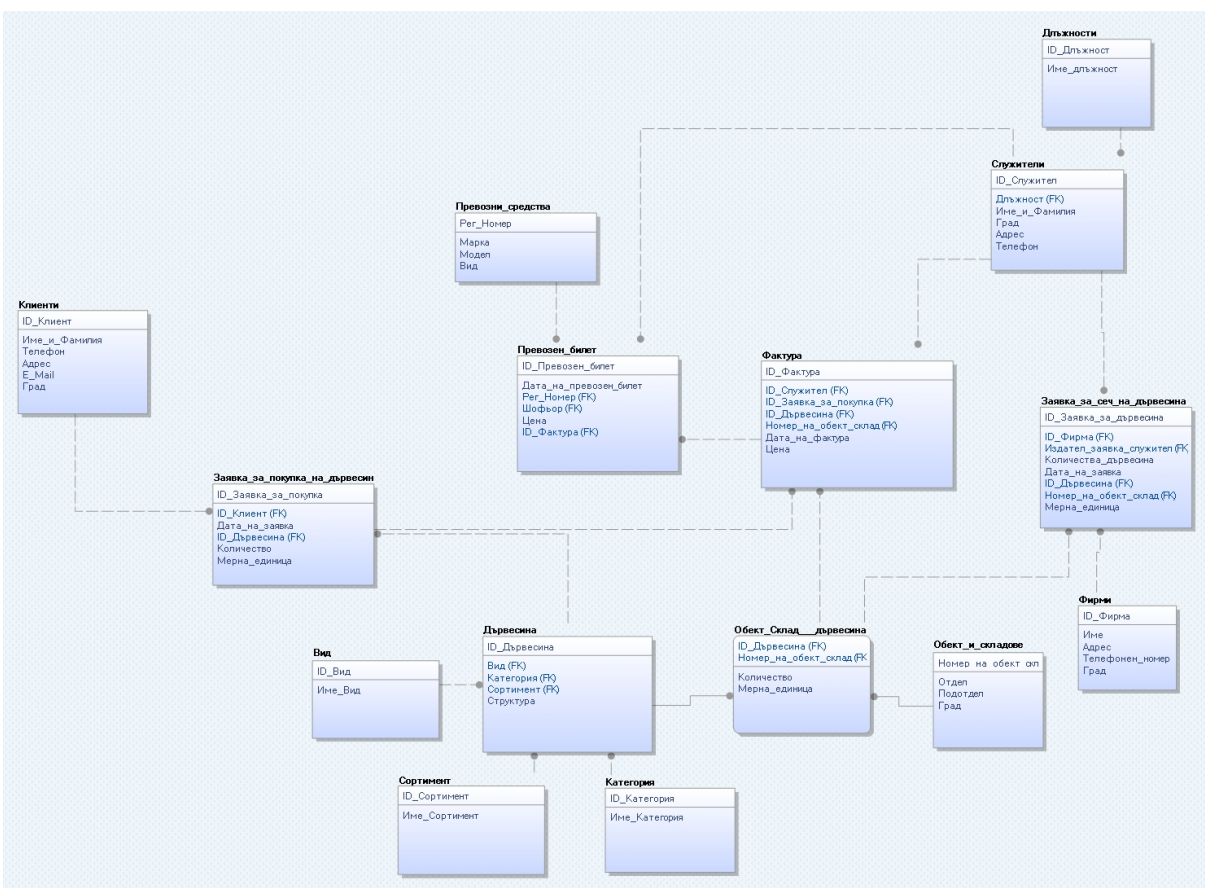 Длъжности
ID_Длъжност
Име_длъжност
Служители
ID_Служител
Длъжност (FK)
Име_и_Фамилия
Град
Адрес
Телефон
Превозни_средства
Рег_Номер
Марка
Модел
Вид
Клиенти
ID_Клиент
Име_и_Фамилия
Телефон
Адрес
E_Mail
Град
Превозен_билет
ID_Превозен_билет
Дата_на_превозен_билет
Рег_Номер (FK)
Шофьор (FK)
Цена
ID_Фактура (FK)
Фактура
ID_Фактура
ID_Служител (FK)
ID_Заявка_за_покупка (FK)
ID_Дървесина (FK)
Номер_на_обект_склад (FK)
Дата_на_фактура
Цена
Заявка_за_сеч_на_дървесина
ID_Заявка_за_дървесина
ID_Фирма (FK)
Издател_заявка_служител (FK
Количества_дървесина
Дата_на_заявка
ID_Дървесина (FK)
Номер_на_обект_склад (FK)
Мерна_единица
Заявка_за_покупка_на_дървесин
ID_Заявка_за_покупка
ID_Клиент (FK)
Дата_на_заявка
ID_Дървесина (FK)
Количество
Мерна_единица
Фирми
ID_Фирма
Име
Адрес
Телефонен_номер
Град
Дървесина
ID_Дървесина
Вид (FK)
Категория (FK)
Сортимент (FK)
Структура
Обект_Склад___дървесина
ID_Дървесина (FK)
Номер_на_обект_склад (FK
Количество
Мерна_единица
Обект_и_складове
Номер_на_обект_скл
Отдел
Подотдел
Град
Вид
ID_Вид
Име_Вид
Сортимент
ID_Сортимент
Име_Сортимент
Категория
ID_Категория
Име_Категория